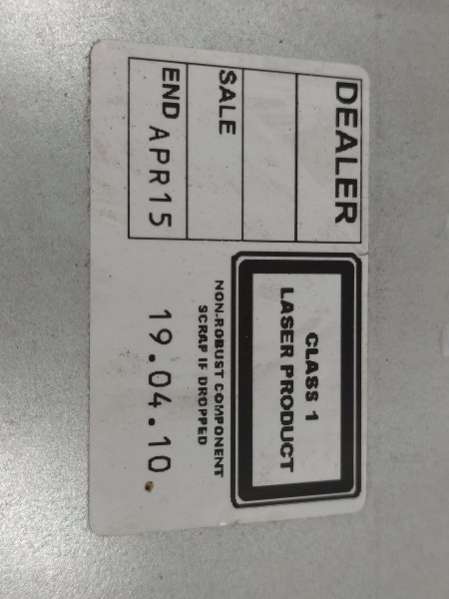 DEALER
SALE
END APR15
CLASS 1
LASER PRODUCT
NON-ROBUST COMPONENT
SCRAP IF DROPPED
19.04.10.